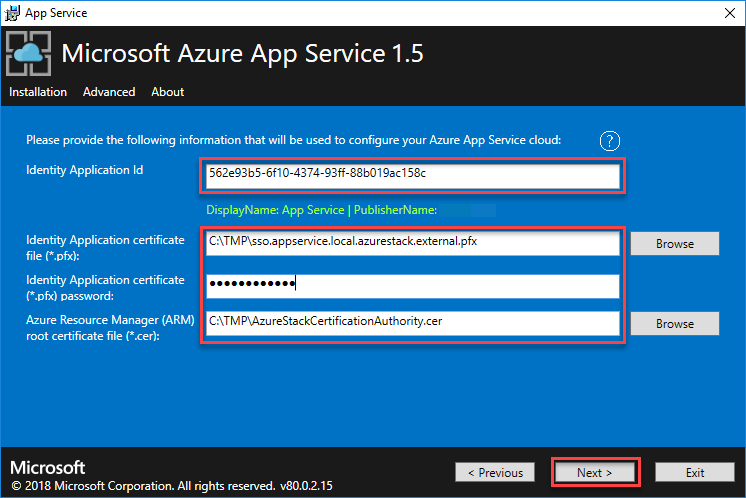 App Service
Microsoft Azure App Service 1.5
Installation Advanced About
Please provide the following information that will be used to configure your Azure App Service cloud: ?
Identity Application Id
562e93b5-6f10-4374-93ff-88b019ac158c
DisplayName: App Service | PublisherName:
Identity Application certificate
file (*.pfx):
C:\TMP\sso.appservice.local.azurestack.external.pfx
Browse
Identity Application certificate
(*.pfx) password:
●●●●●●●●●●●●
Azure Resource Manager (ARM)
root certificate file (*.cer):
C:\TMP\AzureStackCertificationAuthority.cer
Browse
Microsoft
© 2018 Microsoft Corporation. All rights reserved. v80.0.2.15
< Previous Next > Exit